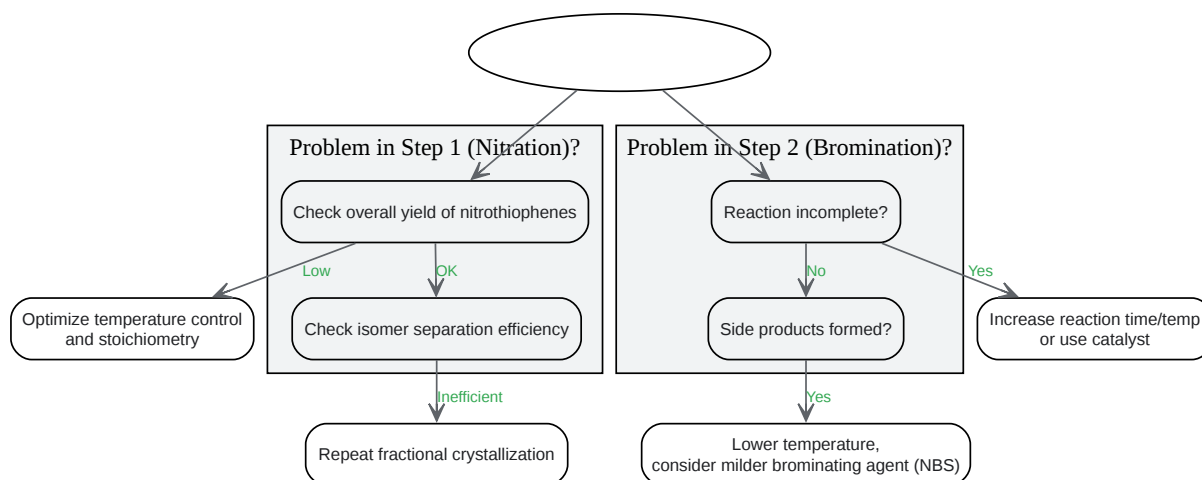 Problem in Step 1 (Nitration)?
Problem in Step 2 (Bromination)?
Check overall yield of nitrothiophenes
Reaction incomplete?
Low
OK
No
Yes
Optimize temperature control
and stoichiometry
Check isomer separation efficiency
Side products formed?
Increase reaction time/temp
or use catalyst
Inefficient
Yes
Repeat fractional crystallization
Lower temperature,
consider milder brominating agent (NBS)